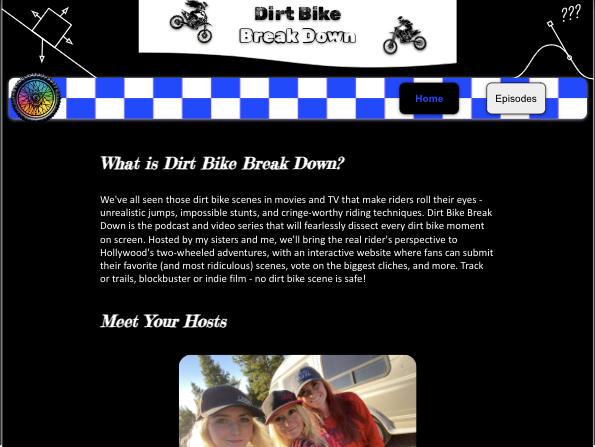 ???
Dirt Bike
Break Down
Home
Episodes
What is Dirt Bike Break Down?
We've all seen those dirt bike scenes in movies and TV that make riders roll their eyes -
unrealistic jumps, impossible stunts, and cringe-worthy riding techniques. Dirt Bike Break
Down is the podcast and video series that will fearlessly dissect every dirt bike moment
on screen. Hosted by my sisters and me, we'll bring the real rider's perspective to
Hollywood's two-wheeled adventures, with an interactive website where fans can submit
their favorite (and most ridiculous) scenes, vote on the biggest cliches, and more. Track
or trails, blockbuster or indie film - no dirt bike scene is safe!
Meet Your Hosts